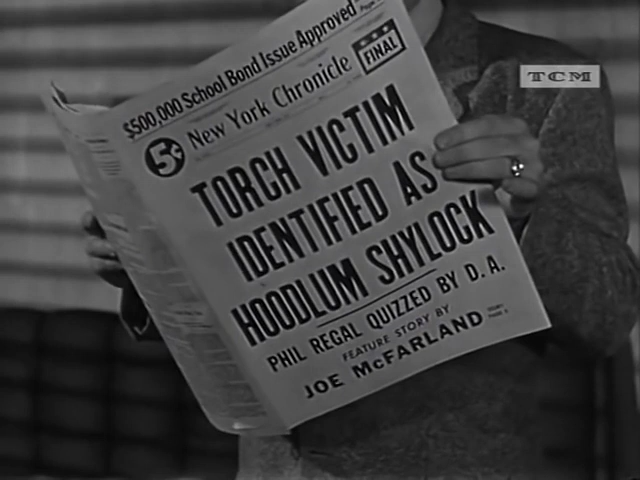 $500,000 School Bond Issue Approved
5¢ New York Chronicle FINAL
TORCH VICTIM
IDENTIFIED AS
HOODLUM SHYLOCK
PHIL REGAL QUIZZED BY D. A.
FEATURE STORY BY
JOE McFARLAND
TCM